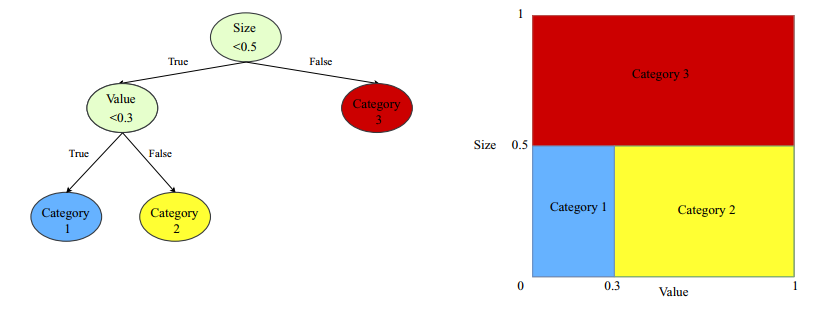 Size
<0.5
True
False
Value
<0.3
Category
3
True
False
Category
1
Category
2
1
Category 3
Size 0.5
Category 1
Category 2
0
0.3
Value
1